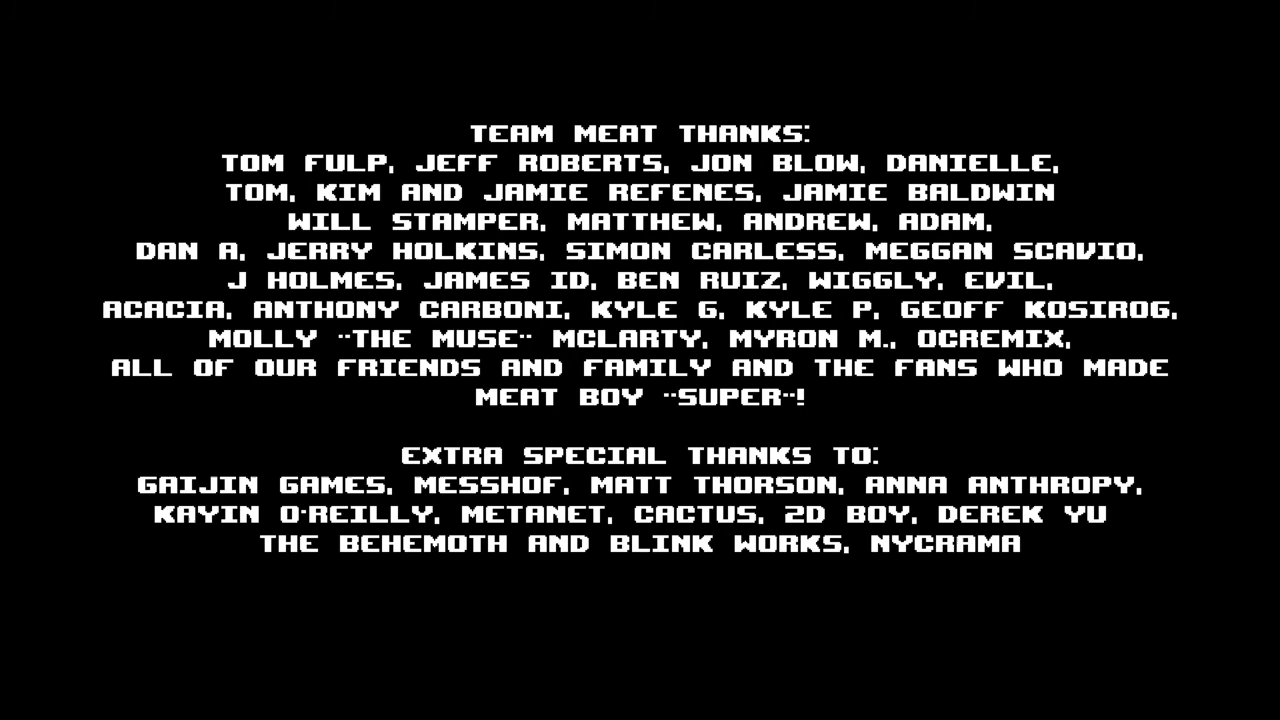 TEAM MEAT THANKS:
TOM FULP, JEFF ROBERTS, JON BLOW, DANIELLE,
TOM, KIM AND JAMIE REFENES, JAMIE BALDWIN
WILL STAMPER, MATTHEW, ANDREW, ADAM,
DAN A, JERRY HOLKINS, SIMON CARLESS, MEGGAN SCAVIO,
J HOLMES, JAMES ID, BEN RUIZ, WIGGLY, EVIL,
ACACIA, ANTHONY CARBONI, KYLE G, KYLE P, GEOFF KOSIROG,
MOLLY "THE MUSE" MCLARTY, MYRON M., OCREMIX,
ALL OF OUR FRIENDS AND FAMILY AND THE FANS WHO MADE
MEAT BOY "SUPER"!
EXTRA SPECIAL THANKS TO:
GAIJIN GAMES, MESSHOF, MATT THORSON, ANNA ANTHROPY,
KAYIN O'REILLY, METANET, CACTUS, 2D BOY, DEREK YU
THE BEHEMOTH AND BLINK WORKS, NYCRAMA